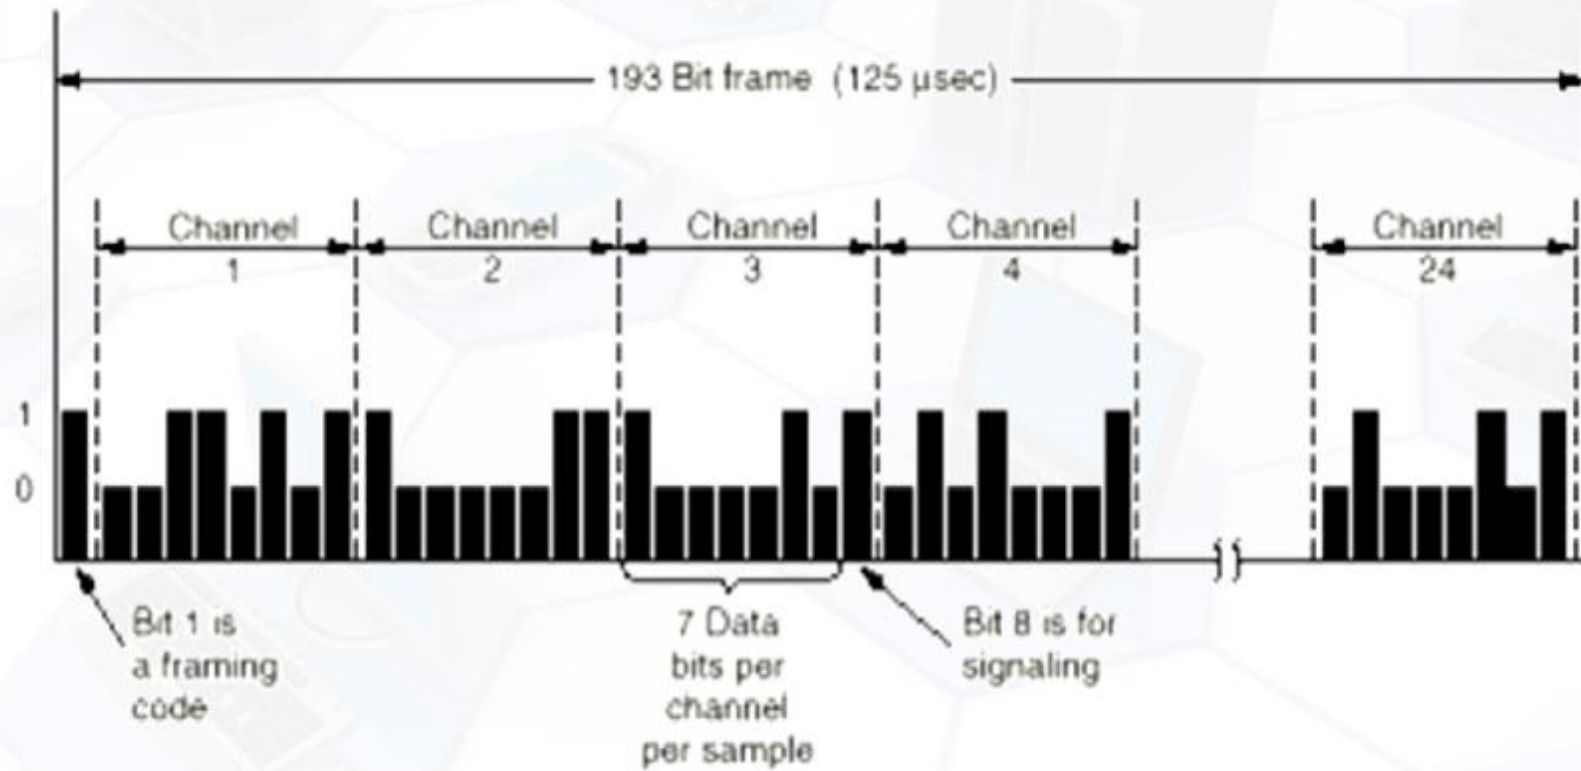 193 Bit frame (125 µsec)
Channel
1
Channel
2
Channel
3
Channel
4
Channel
24
1
0
Bit 1 is
a framing
code
7 Data
bits per
channel
per sample
Bit 8 is for
signaling